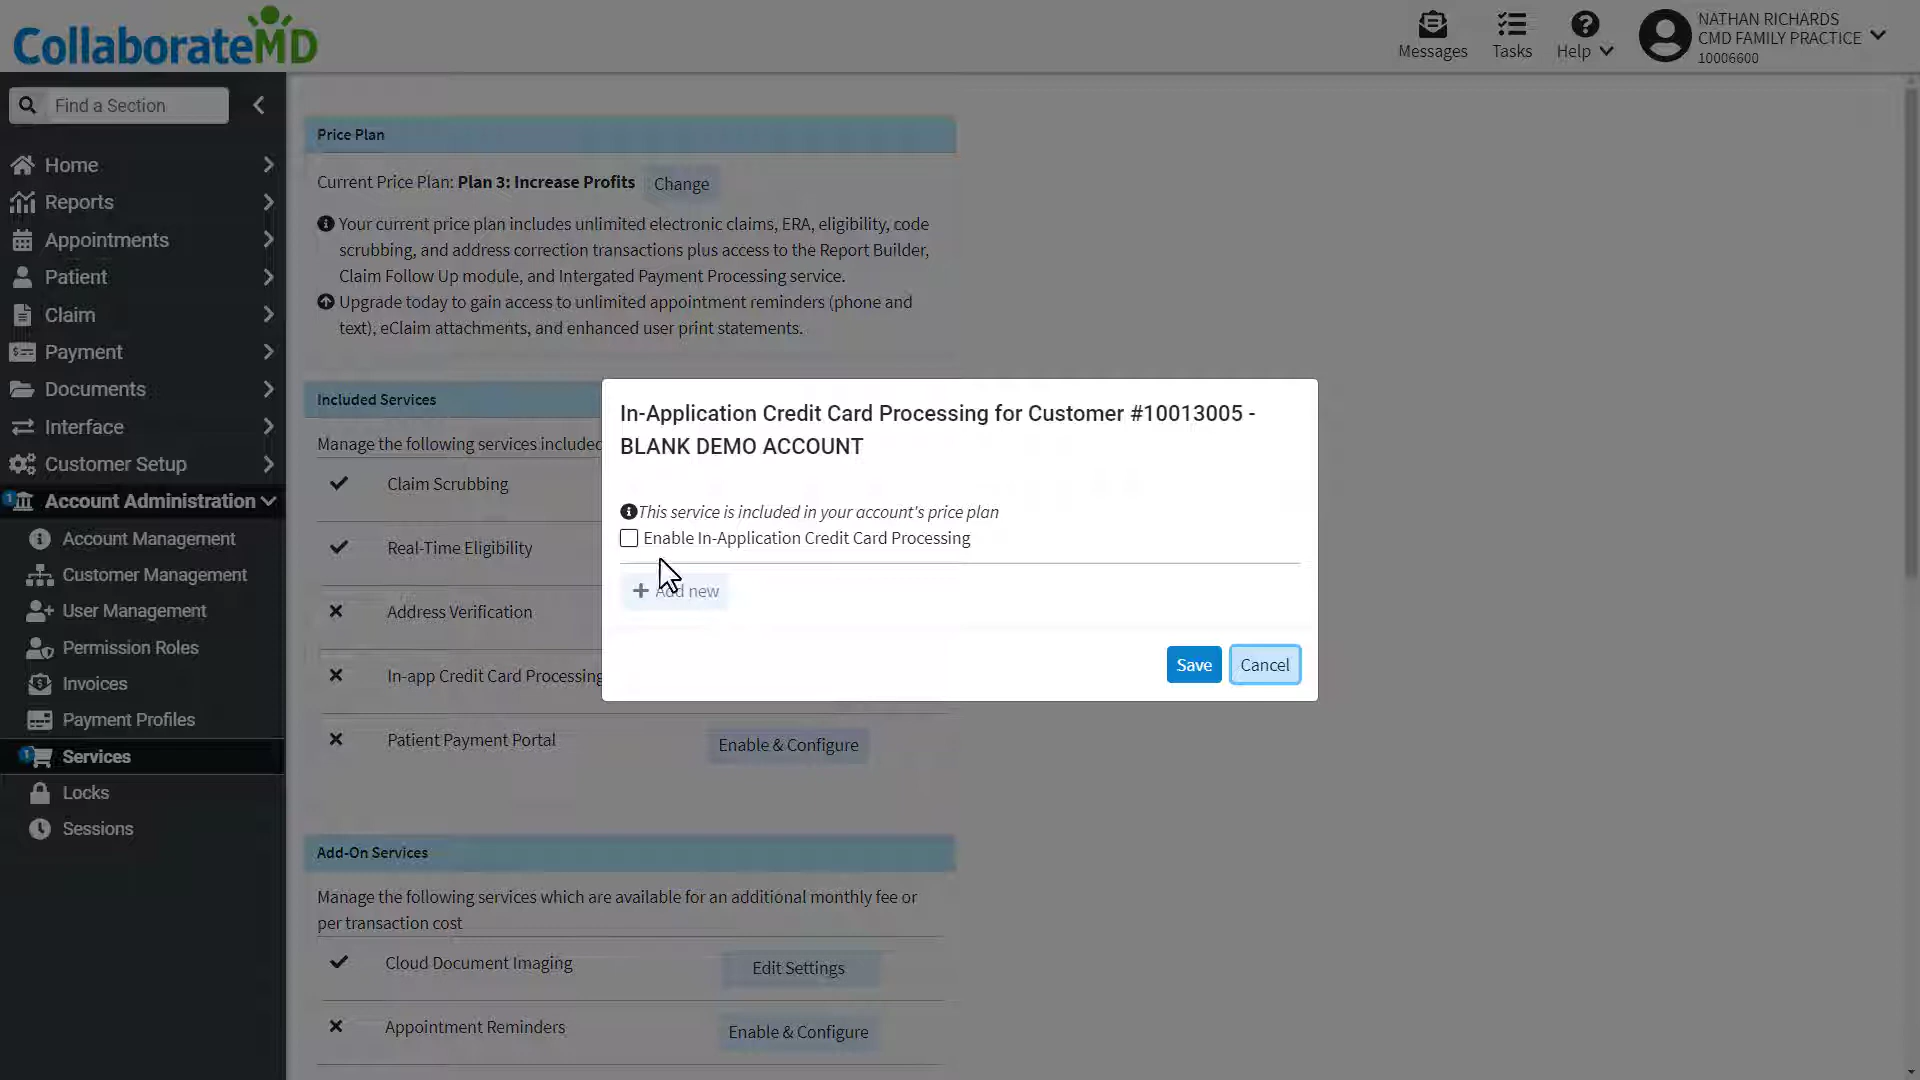 CollaborateMD
Messages
Tasks
Help
NATHAN RICHARDS
CMD FAMILY PRACTICE
10006600
Find a Section
Home
Reports
Appointments
Patient
Claim
Payment
Documents
Interface
Customer Setup
1
Account Administration
Account Management
Customer Management
User Management
Permission Roles
Invoices
Payment Profiles
1
Services
Locks
Sessions
Price Plan
Current Price Plan: Plan 3: Increase Profits
Change
Your current price plan includes unlimited electronic claims, ERA, eligibility, code
scrubbing, and address correction transactions plus access to the Report Builder,
Claim Follow Up module, and Intergated Payment Processing service.
Upgrade today to gain access to unlimited appointment reminders (phone and
text), eClaim attachments, and enhanced user print statements.
Included Services
Manage the following services included
Claim Scrubbing
Real-Time Eligibility
Address Verification
In-app Credit Card Processing
Patient Payment Portal
Enable & Configure
Add-On Services
Manage the following services which are available for an additional monthly fee or
per transaction cost
Cloud Document Imaging
Edit Settings
Appointment Reminders
Enable & Configure
In-Application Credit Card Processing for Customer #10013005 -
BLANK DEMO ACCOUNT
This service is included in your account's price plan
Enable In-Application Credit Card Processing
+ Add new
Save
Cancel